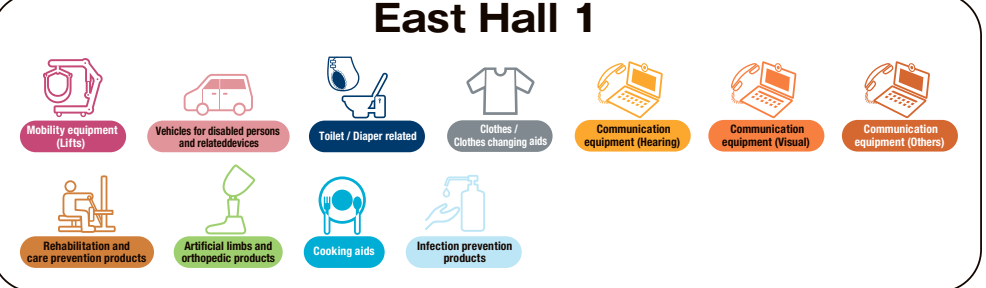 East Hall 1
Mobility equipment
(Lifts)
Vehicles for disabled persons
and relateddevices
Toilet / Diaper related
Clothes /
Clothes changing aids
Communication
equipment (Hearing)
Communication
equipment (Visual)
Communication
equipment (Others)
Rehabilitation and
care prevention products
Artificial limbs and
orthopedic products
Cooking aids
Infection prevention
products